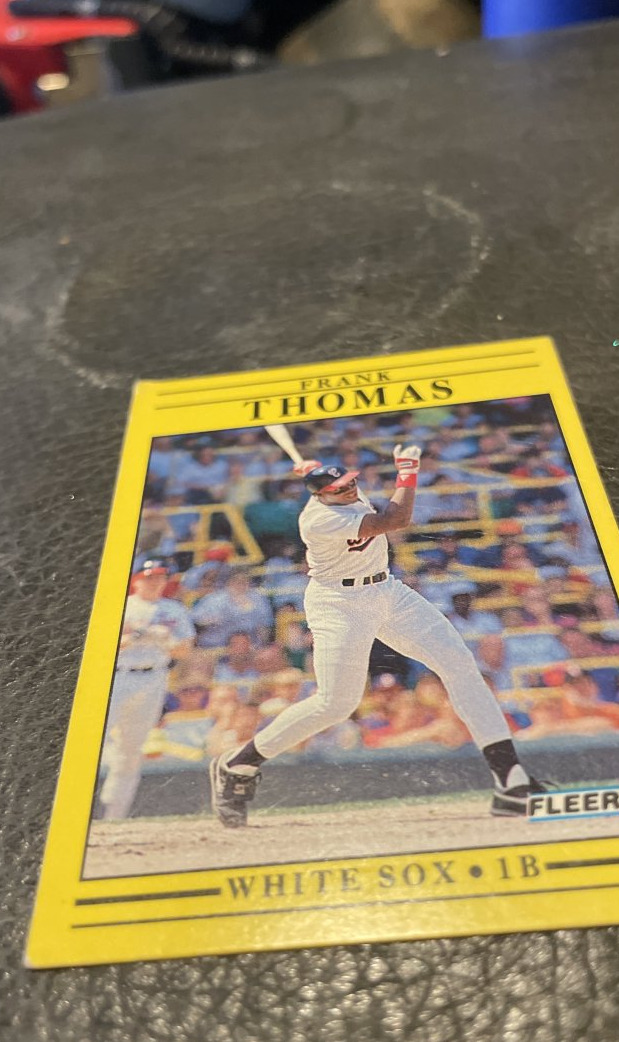 FRANK
THOMAS
FLEER
WHITE SOX • 1B